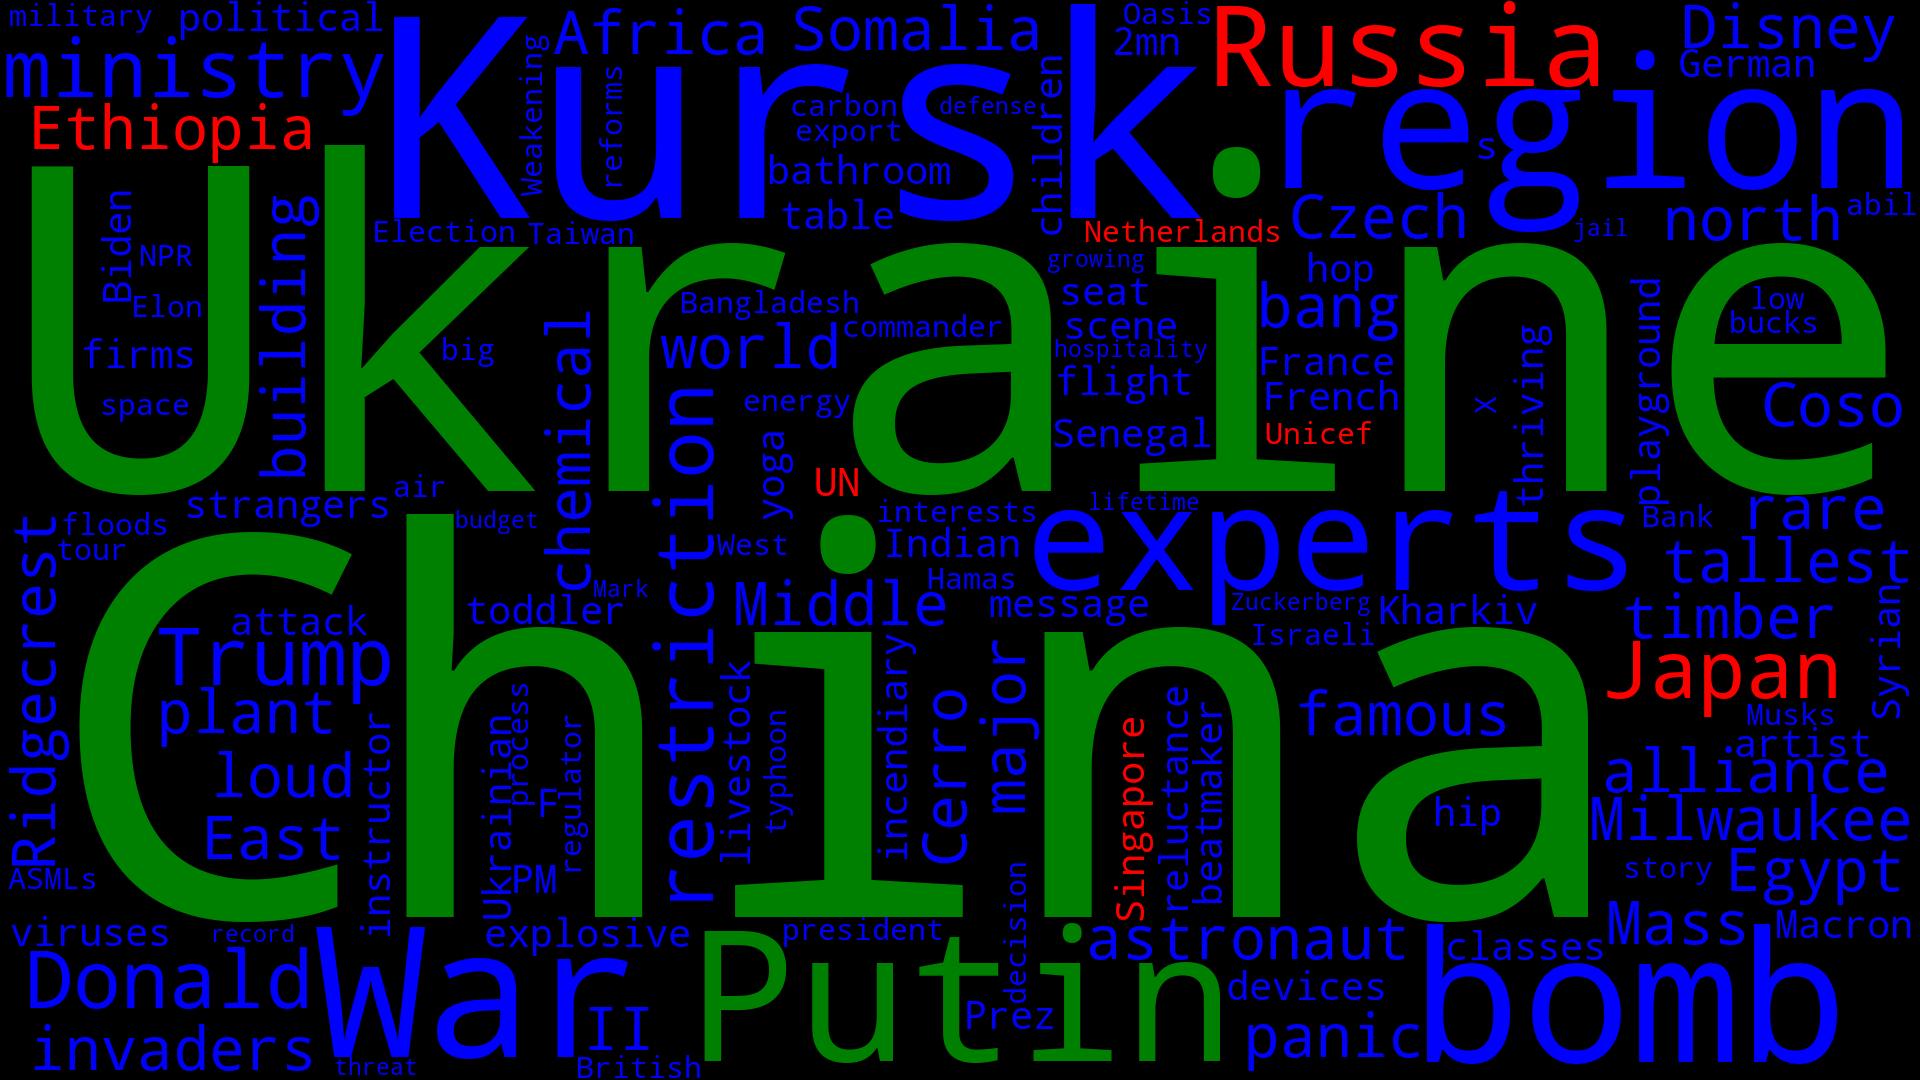 military
political
Kursk
Africa
Somalia
Oasis
2mn
Russia
Disney
German
ministry
Weakening
reforms
carbon
defense
export
children
region
s
Ethiopia
bathroom
table
Czech
north
abil
jail
Ukraine
Biden
NPR
building
Election
Taiwan
Netherlands
growing
hop
Elon
Bangladesh
seat
bang
low
bucks
firms
big
chemical
world
commander
scene
hospitality
France
thriving
playground
space
restriction
energy
flight
French
x
Coso
yoga
Senegal
Unicef
UN
strangers
air
interests
lifetime
experts
Bank
rare
Ridgecrest
floods
tour
budget
West
Indian
tallest
Mark
Hamas
China
attack
toddler
Middle
message
Zuckerberg
Kharkiv
timber
Syrian
Trump
Israeli
Japan
plant
instructor
Ukrainian
process
regulator
livestock
typhoon
incendiary
Cerro
major
Singapore
reluctance
beatmaker
famous
Musks
artist
loud
F
alliance
East
hip
Milwaukee
ASMLs
PM
story
Egypt
viruses
record
explosive
president
decision
astronaut
classes
Mass
Macron
Donald
War
Putin
devices
bomb
II
Prez
invaders
panic
threat
British